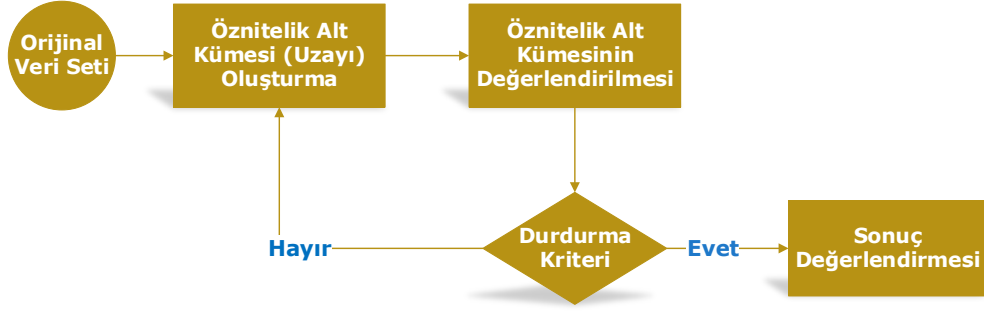 Orijinal
Veri Seti
Öznitelik Alt
Kümesi (Uzayı)
Oluşturma
Öznitelik Alt
Kümesinin
Değerlendirilmesi
Durdurma
Kriteri
Hayır
Evet
Sonuç
Değerlendirmesi